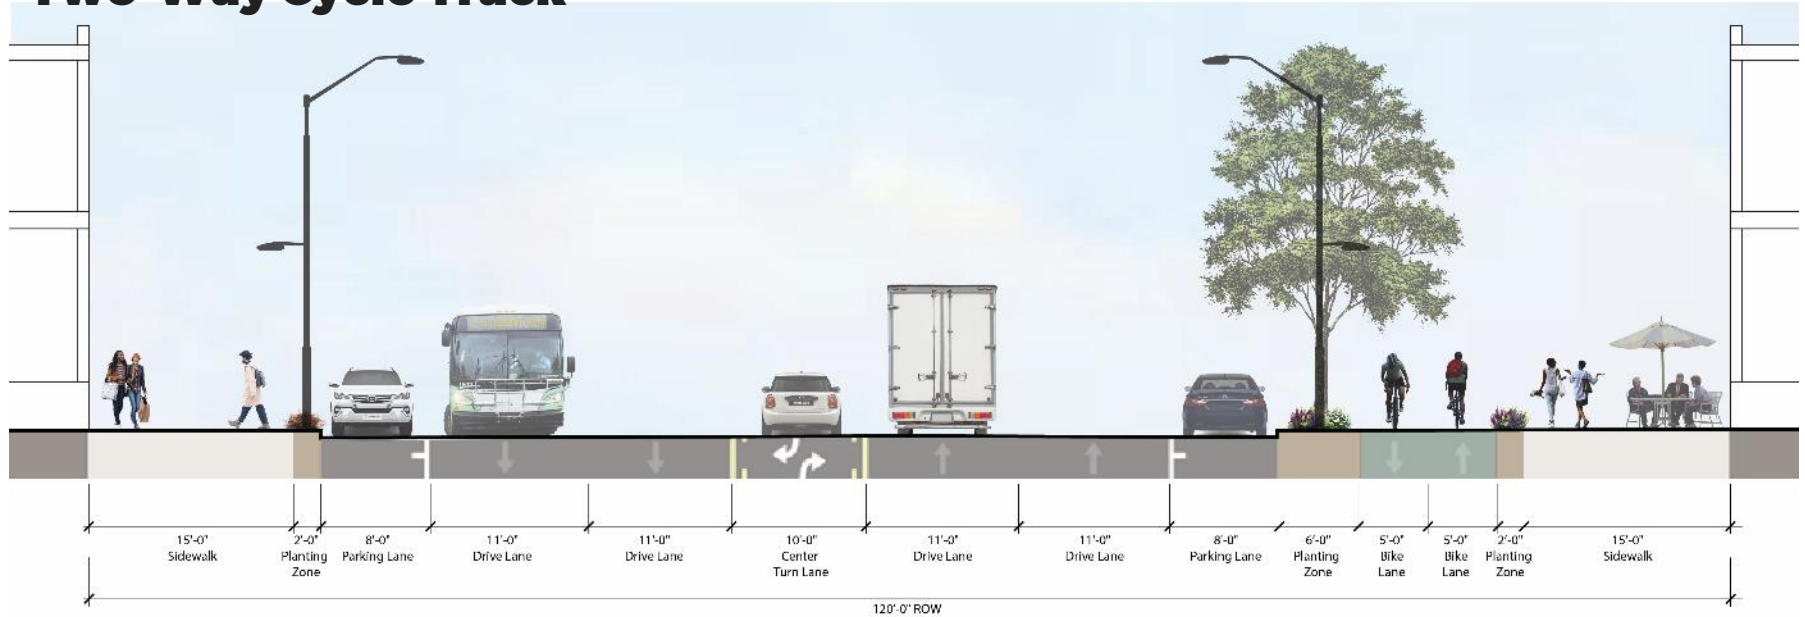 Two-Way Cycle Track
15'-0"
Sidewalk
2'-0"
Planting
Zone
8'-0"
Parking Lane
11'-0"
Drive Lane
11'-0"
Drive Lane
10'-0"
Center
Turn Lane
11'-0"
Drive Lane
11'-0"
Drive Lane
8'-0"
Parking Lane
6'-0"
Planting
Zone
5'-0"
Bike
Lane
5'-0"
Bike
Lane
2'-0"
Planting
Zone
15'-0"
Sidewalk
120'-0" ROW